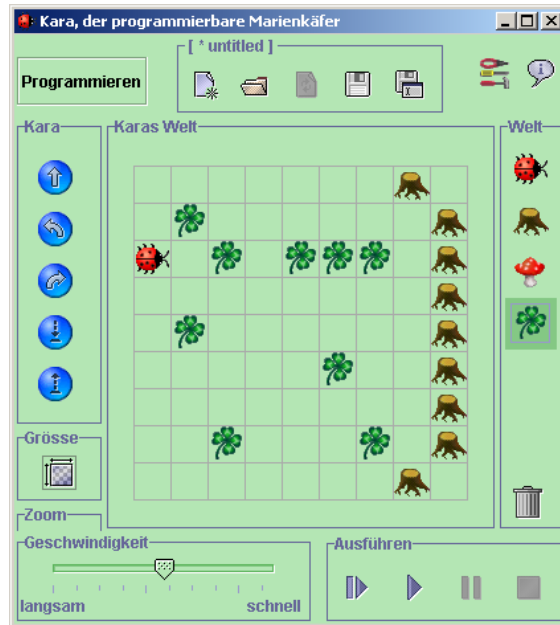 Kara, der programmierbare Marienkäfer
[ * untitled ]
Programmieren
Kara
Karas Welt
Welt
Grösse
Zoom
Geschwindigkeit
langsam schnell
Ausführen